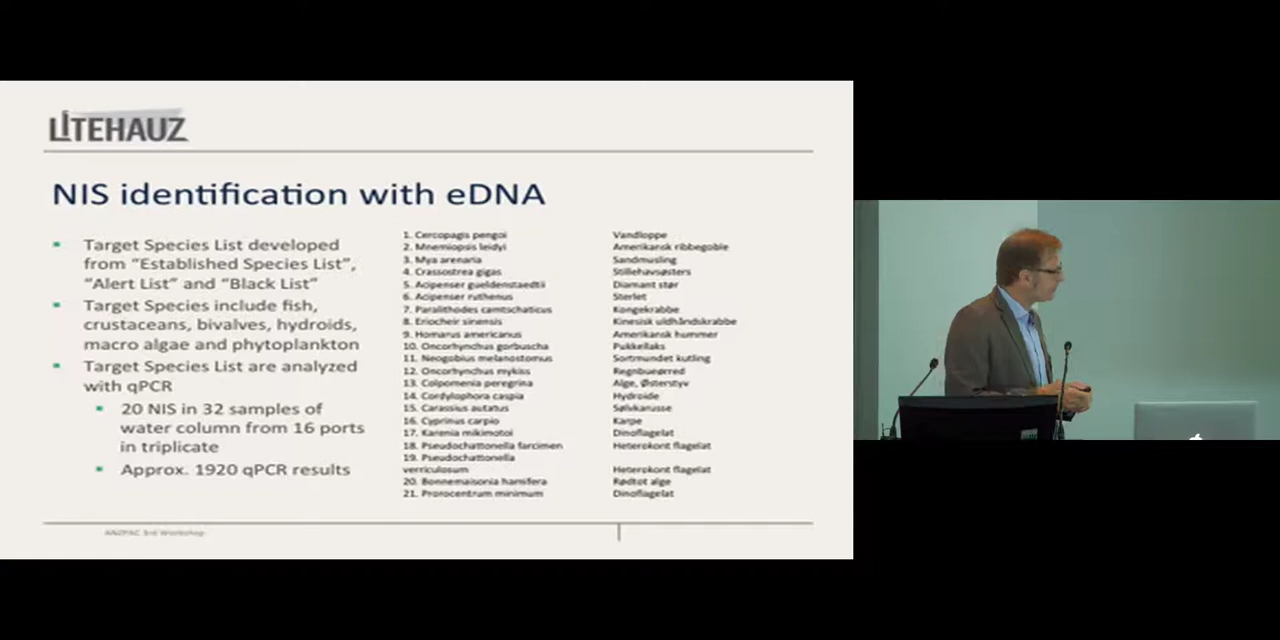 LITEHAUZ
NIS identification with eDNA
▪ Target Species List developed
from “Established Species List”,
“Alert List” and “Black List”
▪ Target Species include fish,
crustaceans, bivalves, hydroids,
macro algae and phytoplankton
▪ Target Species List are analyzed
with qPCR
▪ 20 NIS in 32 samples of
water column from 16 ports
in triplicate
▪ Approx. 1920 qPCR results
1. Cercopagis pengoi Vandloppe
2. Mnemiopsis leidyi Amerikansk ribbegoble
3. Mya arenaria Sandmusling
4. Crassostrea gigas Stillehavsøsters
5. Acipenser gueldenstaedtii Diamant stør
6. Acipenser ruthenus Sterlet
7. Paralithodes camtschaticus Kongekrabbe
8. Eriocheir sinensis Kinesisk uldhåndskrabbe
9. Homarus americanus Amerikansk hummer
10. Oncorhynchus gorbuscha Pukkellaks
11. Neogobius melanostomus Sortmundet kutling
12. Oncorhynchus mykiss Regnbueørred
13. Colpomenia peregrina Alge, Østerstyv
14. Cordylophora caspia Hydroide
15. Carassius autatus Sølvkarusse
16. Cyprinus carpio Karpe
17. Karenia mikimotoi Dinoflagelat
18. Pseudochattonella farcimen Heterokont flagelat
19. Pseudochattonella
verriculosum Heterokont flagelat
20. Bonnemaisonia hamifera Rødtot alge
21. Prorocentrum minimum Dinoflagelat
ANZPAC 3rd Workshop